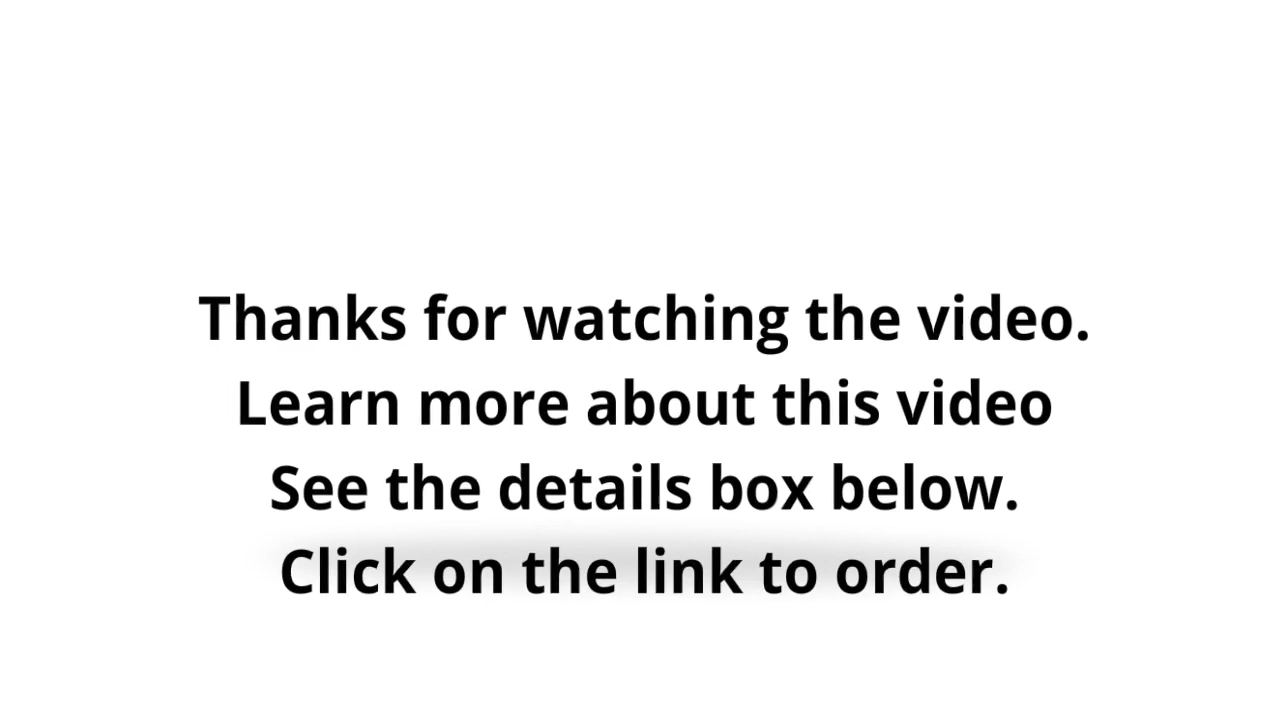 Thanks for watching the video.
Learn more about this video
See the details box below.
Click on the link to order.